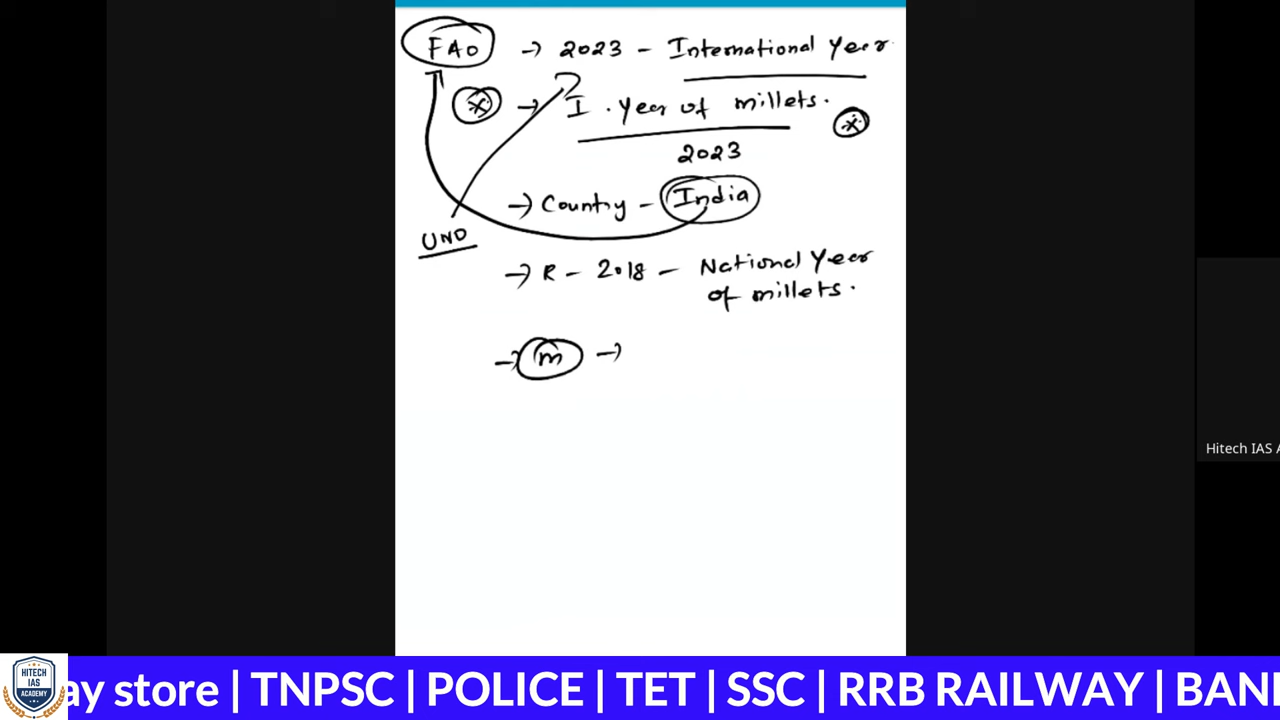 FAO → 2023 - International Year
→ I. Year of millets.
2023
→ Country - India
UNO
→ R - 2018 - National Year
of millets.
→ m →
Hitech IAS A
HITECH
IAS
ACADEMY
ay store | TNPSC | POLICE | TET | SSC | RRB RAILWAY | BAN